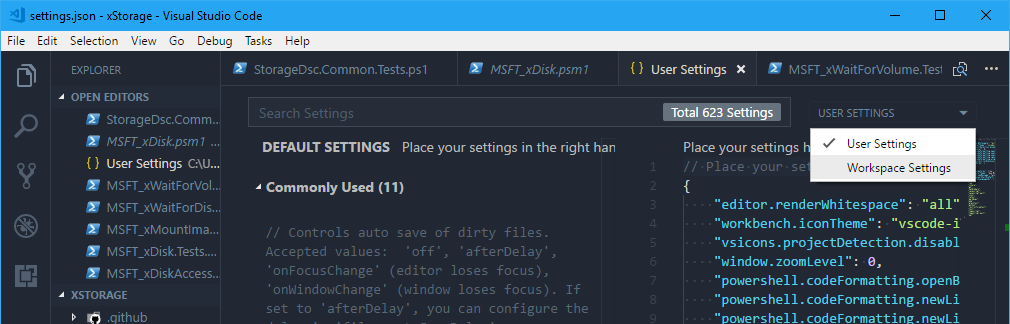 settings.json - xStorage - Visual Studio Code
File Edit Selection View Go Debug Tasks Help
EXPLORER
OPEN EDITORS
StorageDsc.Comm...
MSFT_xDisk.psm1 ...
{ } User Settings C:\U...
MSFT_xWaitForVol...
MSFT_xWaitForDis...
MSFT_xMountIma...
MSFT_xDisk.Tests....
MSFT_xDiskAccess...
XSTORAGE
.github
StorageDsc.Common.Tests.ps1
MSFT_xDisk.psm1
{ } User Settings
MSFT_xWaitForVolume.Test
Search Settings
Total 623 Settings
USER SETTINGS
User Settings
Workspace Settings
DEFAULT SETTINGS Place your settings in the right han
Commonly Used (11)
// Controls auto save of dirty files.
Accepted values: 'off', 'afterDelay',
'onFocusChange' (editor loses focus),
'onWindowChange' (window loses focus). If
set to 'afterDelay', you can configure the
Place your settings h
1 // Place your set
2 {
3 "editor.renderWhitespace": "all"
4 "workbench.iconTheme": "vscode-i
5 "vsicons.projectDetection.disabl
6 "window.zoomLevel": 0,
7 "powershell.codeFormatting.openB
8 "powershell.codeFormatting.newLi
9 "powershell.codeFormatting.newLi